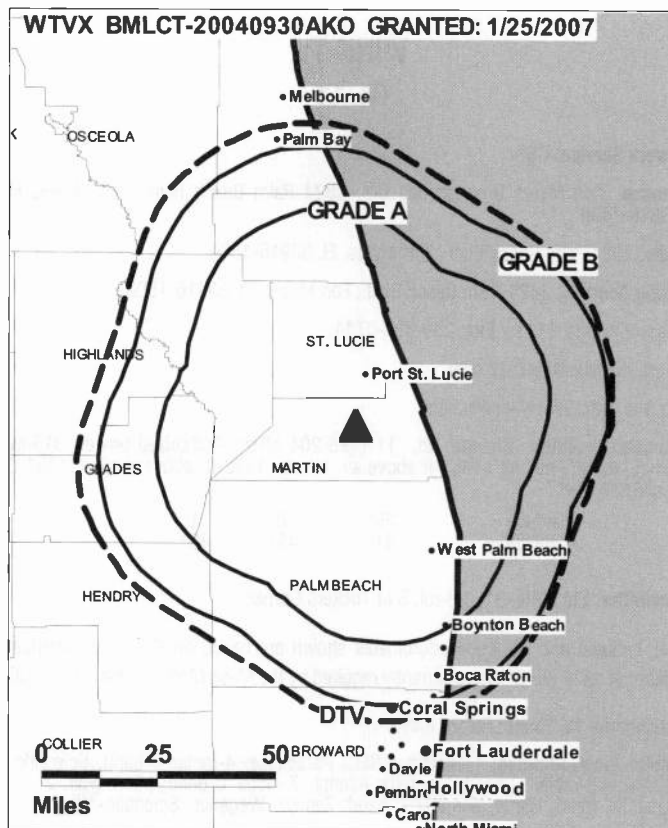 WTVX BMLCT-20040930AKO GRANTED: 1/25/2007
Melbourne
OSCEOLA
Palm Bay
GRADE A
GRADE B
ST. LUCIE
HIGHLANDS
Port St. Lucie
GLADES
MARTIN
West Palm Beach
PALM BEACH
HENDRY
Boynton Beach
Boca Raton
DTV
Coral Springs
0 25 50
COLLIER
BROWARD
Fort Lauderdale
Davie
Hollywood
Miles